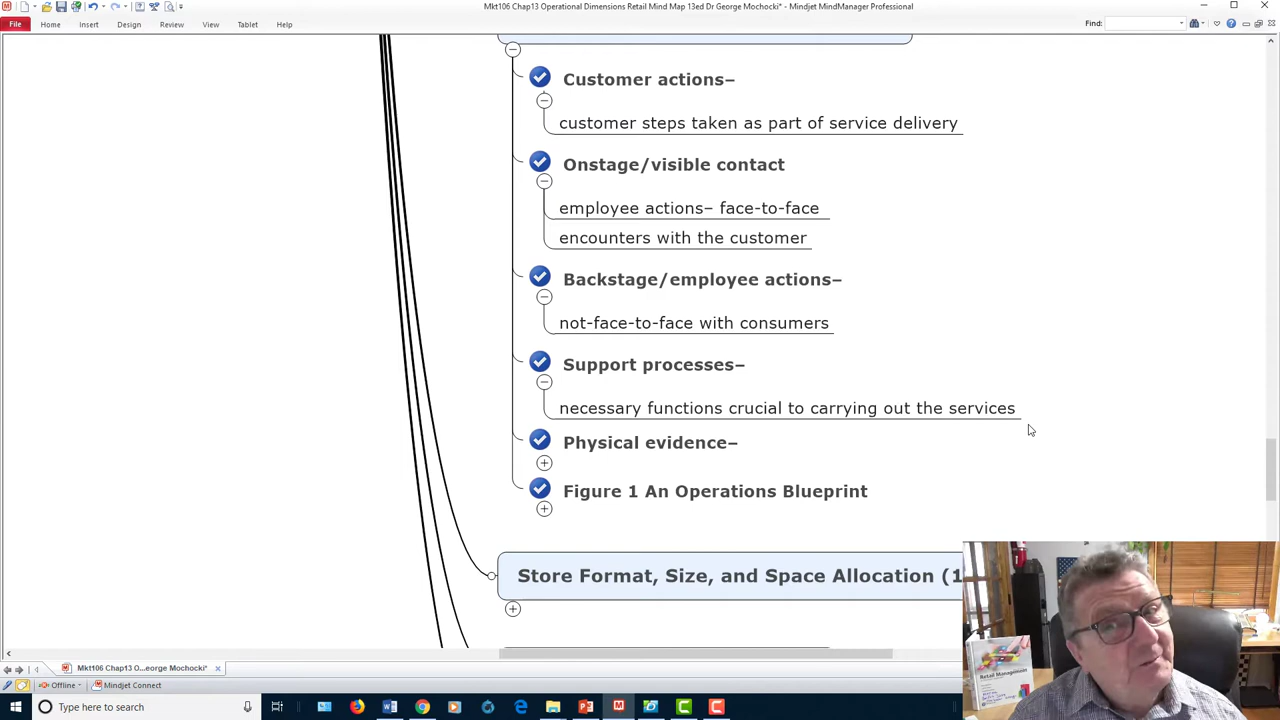 Mkt106 Chap13 Operational Dimensions Retail Mind Map 13ed Dr George Mochocki* - Mindjet MindManager Professional
File Home Insert Design Review View Tablet Help Find:
Customer actions–
customer steps taken as part of service delivery
Onstage/visible contact
employee actions– face-to-face
encounters with the customer
Backstage/employee actions–
not-face-to-face with consumers
Support processes–
necessary functions crucial to carrying out the services
Physical evidence–
Figure 1 An Operations Blueprint
Store Format, Size, and Space Allocation (1
Retail Management
Mkt106 Chap13 O...eorge Mochocki*
Offline Mindjet Connect
Type here to search